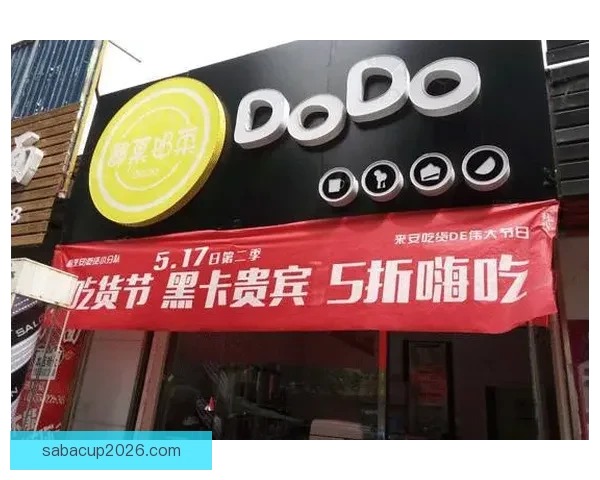 DoDo
来安吃货DE伟大节日
5.17日第二季
吃货节 黑卡贵宾 5折嗨吃
sabacup2026.com